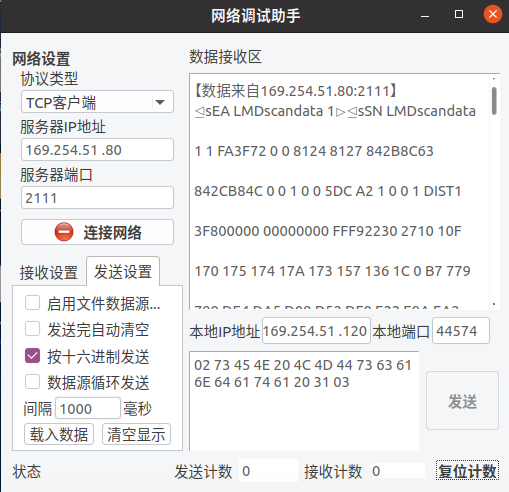 网络调试助手
网络设置
协议类型
TCP客户端
服务器IP地址
169.254.51 .80
服务器端口
2111
连接网络
接收设置 发送设置
启用文件数据源...
发送完自动清空
按十六进制发送
数据源循环发送
间隔 1000 毫秒
载入数据 清空显示
数据接收区
【数据来自169.254.51.80:2111】
◁sEA LMDscandata 1▷◁sSN LMDscandata
1 1 FA3F72 0 0 8124 8127 842B8C63
842CB84C 0 0 1 0 0 5DC A2 1 0 0 1 DIST1
3F800000 00000000 FFF92230 2710 10F
170 175 174 17A 173 157 136 1C 0 B7 779
本地IP地址 169.254.51 .120 本地端口 44574
02 73 45 4E 20 4C 4D 44 73 63 61
6E 64 61 74 61 20 31 03
发送
状态 发送计数 0 接收计数 0 复位计数